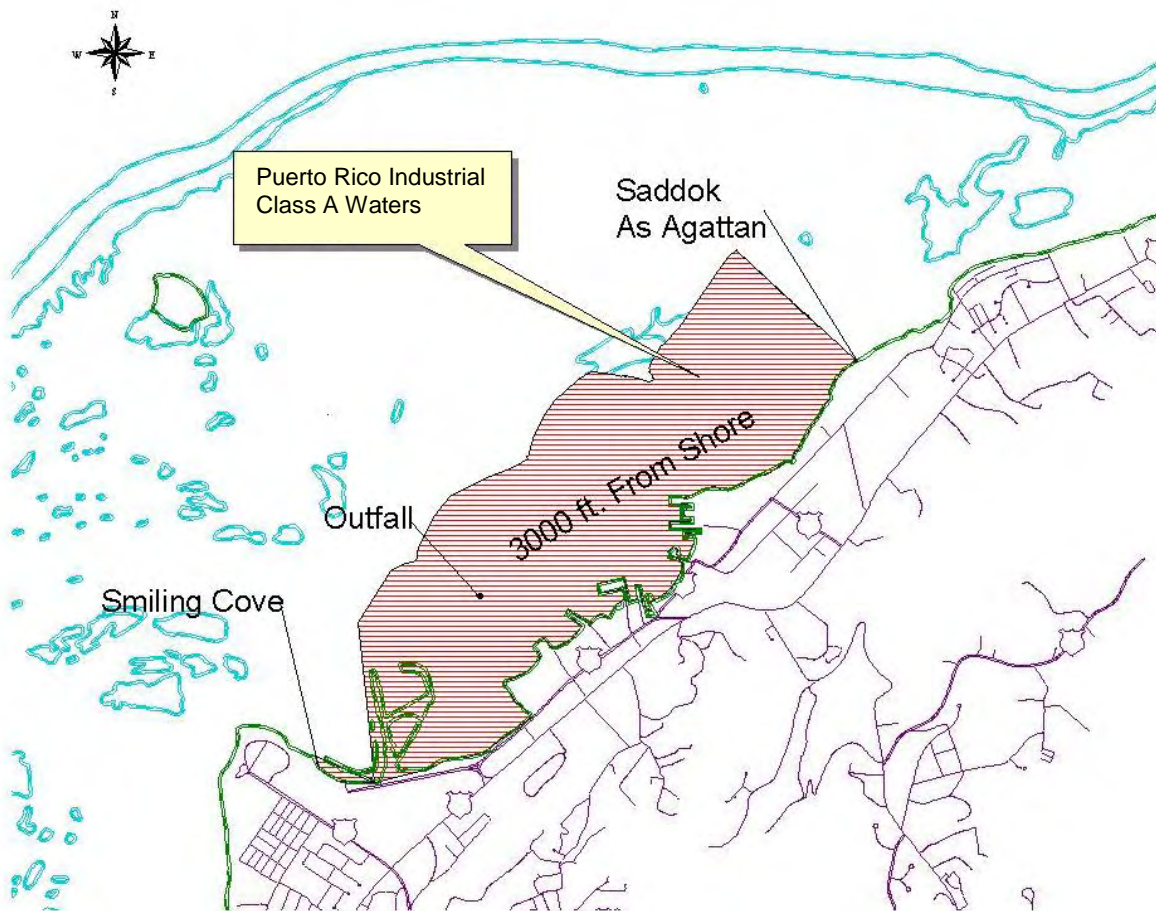 N
W E
S
Puerto Rico Industrial
Class A Waters
Saddok
As Agattan
3000 ft. From Shore
Outfall
Smiling Cove